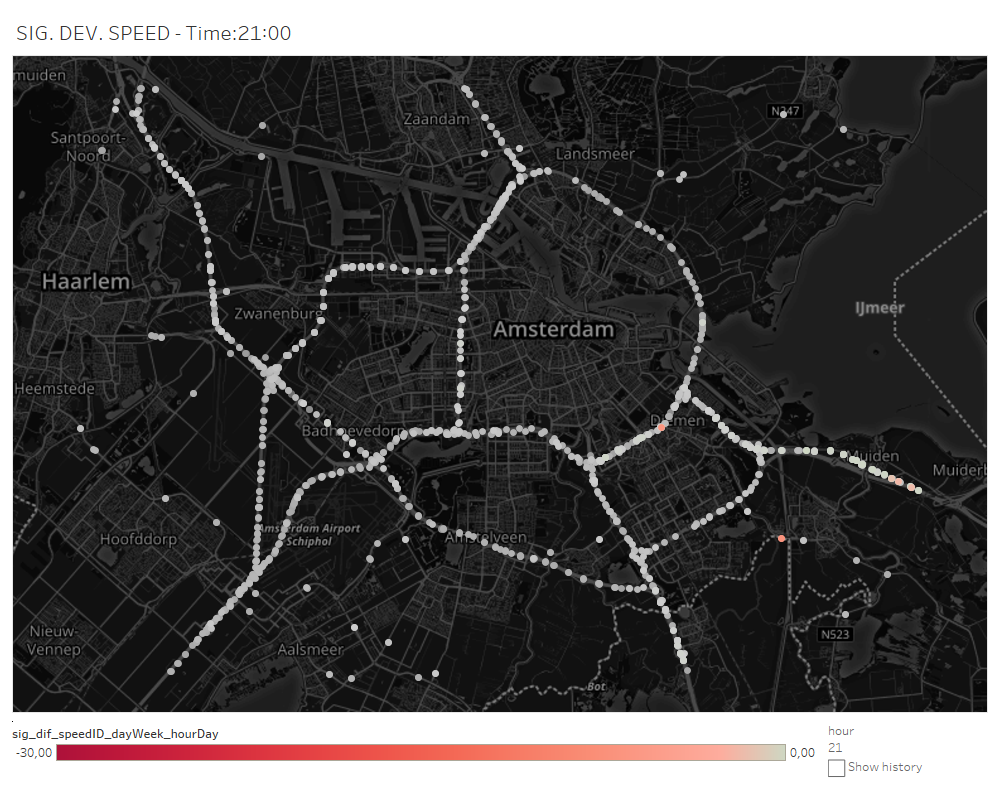 SIG. DEV. SPEED - Time:21:00
muiden
Zaandam
N247
Santpoort-
Noord
Landsmeer
Haarlem
IJmeer
Zwanenburg
Amsterdam
Heemstede
Diemen
Badhoevedorp
Muiden
Muiderb
Amsterdam Airport
Schiphol
Hoofddorp
Amstelveen
Nieuw-
Vennep
N523
Aalsmeer
Bot
sig_dif_speedID_dayWeek_hourDay
-30,00
0,00
hour
21
Show history